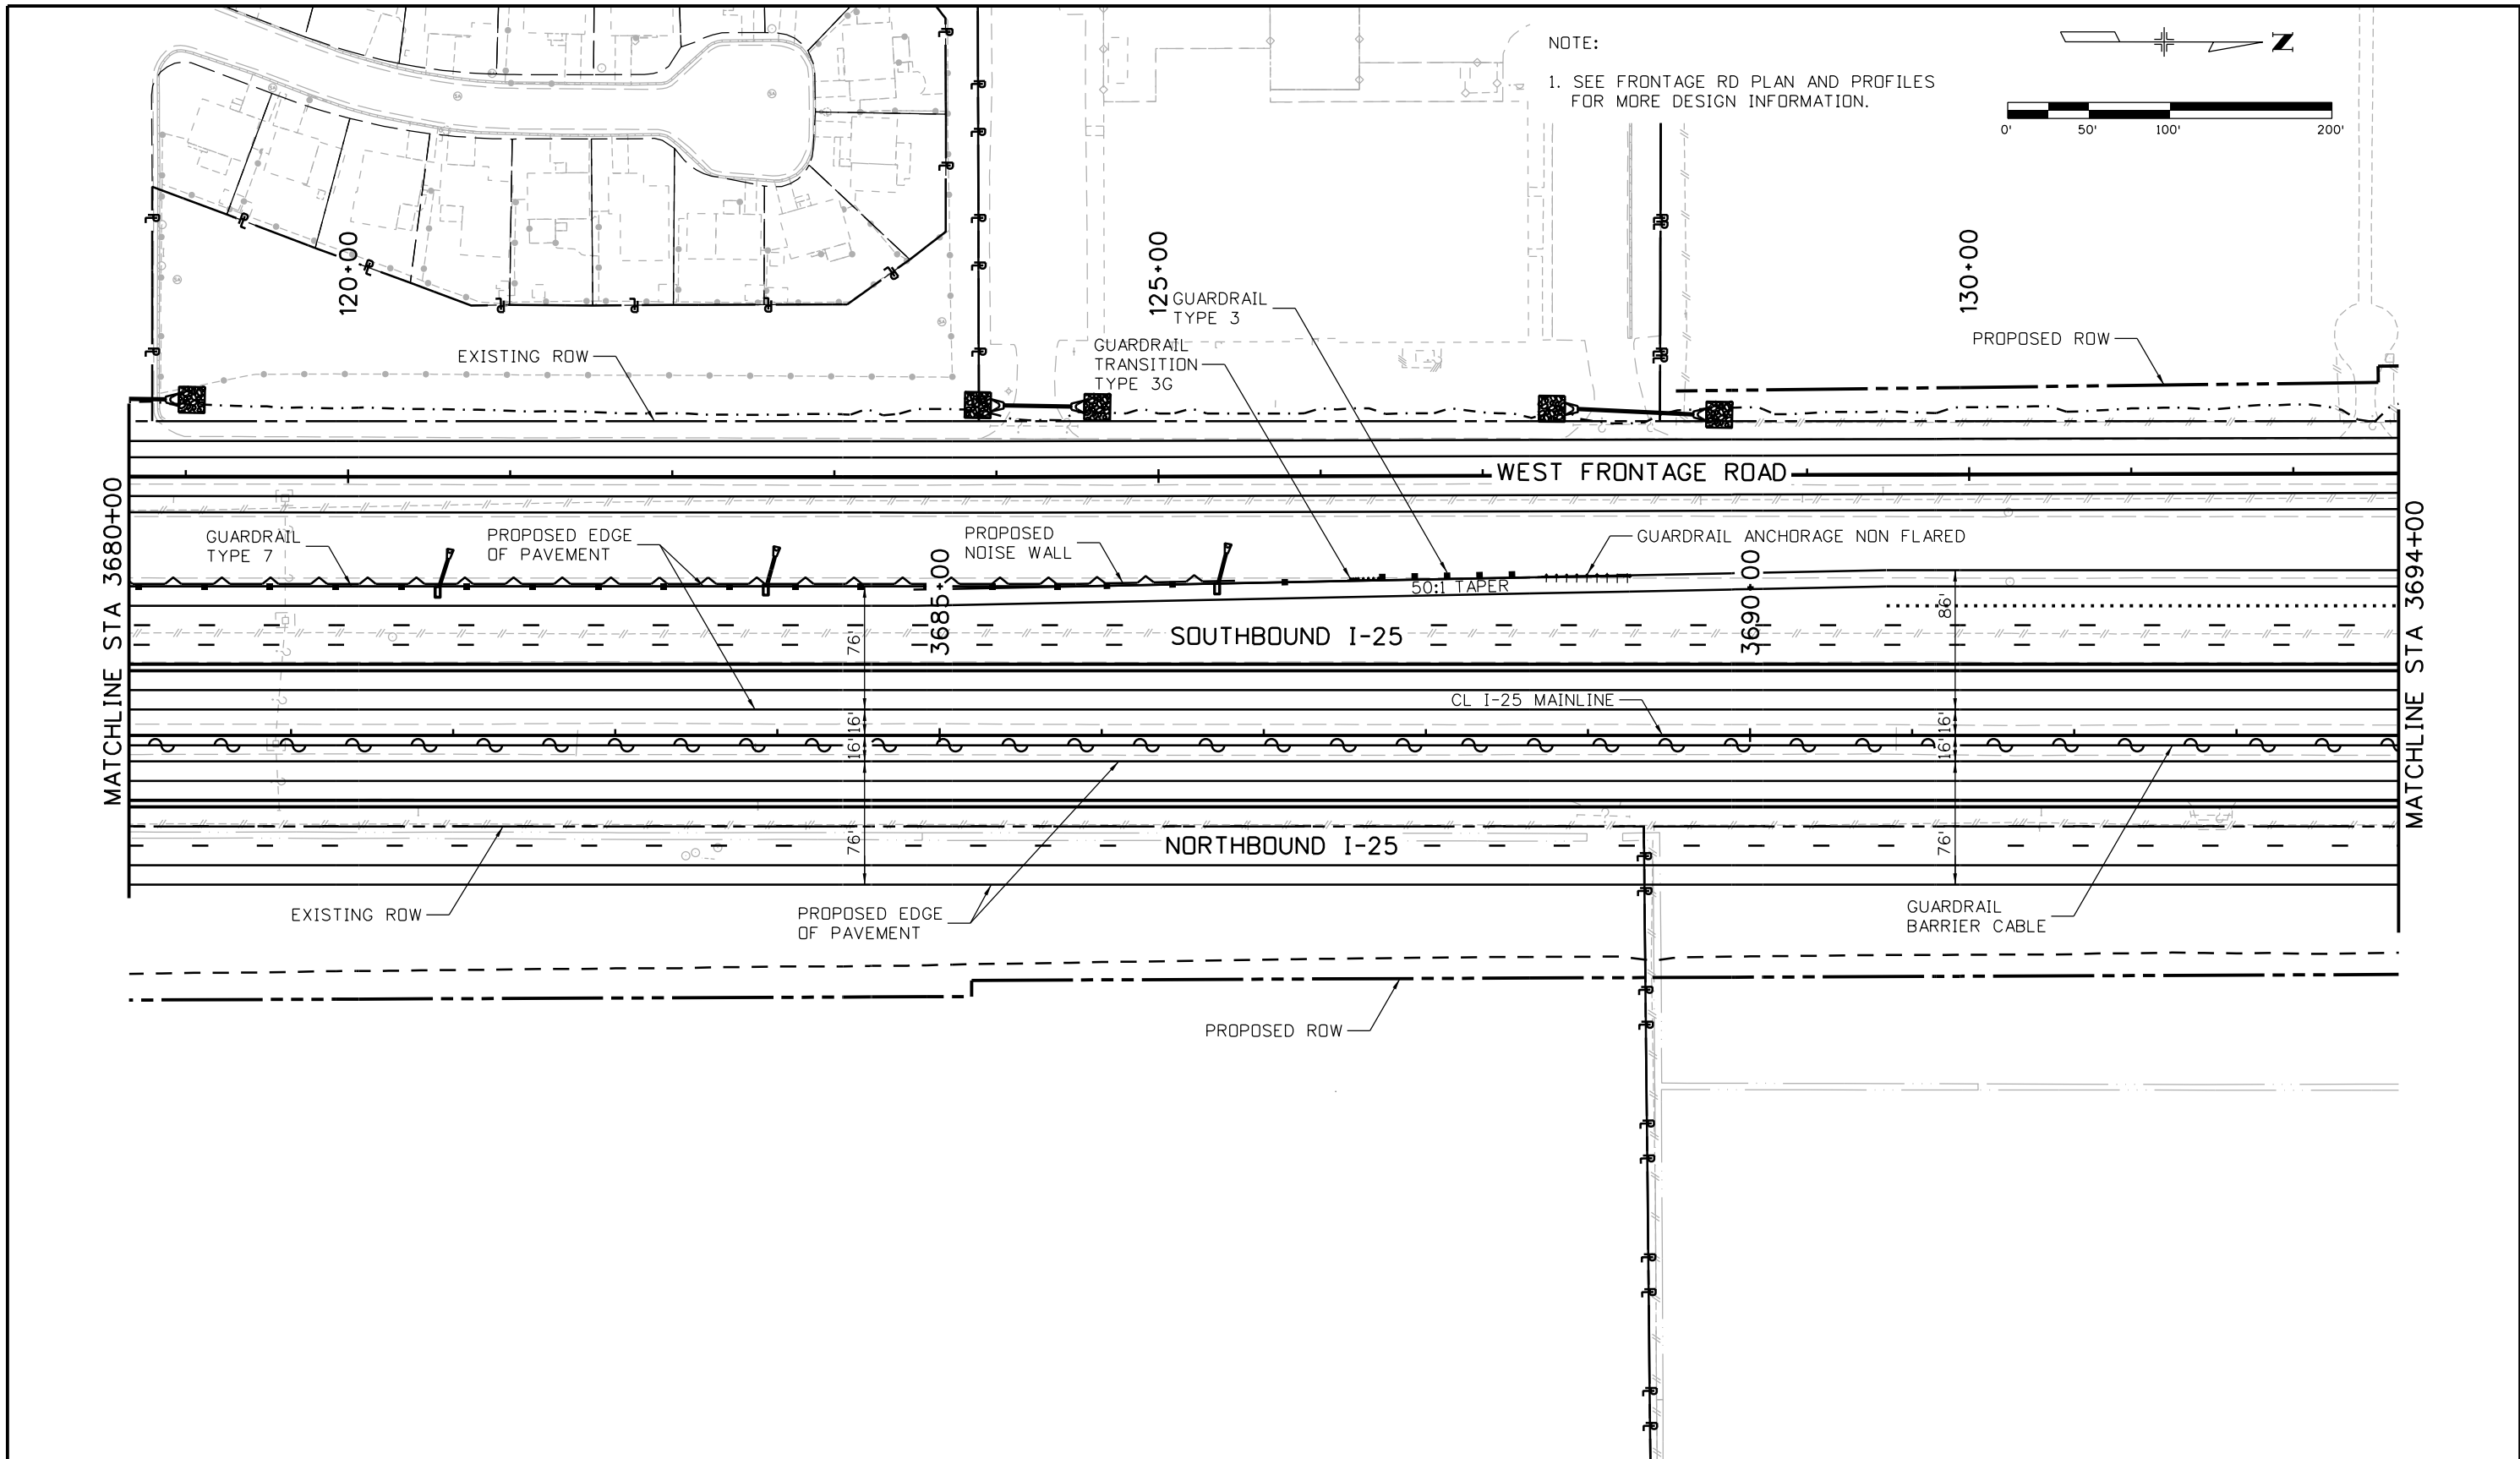 NOTE:
1. SEE FRONTAGE RD PLAN AND PROFILES
FOR MORE DESIGN INFORMATION.
N
0' 50' 100' 200'
120+00
125+00
130+00
GUARDRAIL
TYPE 3
GUARDRAIL
TRANSITION
TYPE 3G
EXISTING ROW
PROPOSED ROW
WEST FRONTAGE ROAD
MATCHLINE STA 3680+00
MATCHLINE STA 3694+00
GUARDRAIL
TYPE 7
PROPOSED EDGE
OF PAVEMENT
PROPOSED
NOISE WALL
GUARDRAIL ANCHORAGE NON FLARED
3685+00
3690+00
50:1 TAPER
76'
86'
SOUTHBOUND I-25
CL I-25 MAINLINE
16'
16'
16'
16'
76'
76'
NORTHBOUND I-25
EXISTING ROW
PROPOSED EDGE
OF PAVEMENT
GUARDRAIL
BARRIER CABLE
PROPOSED ROW